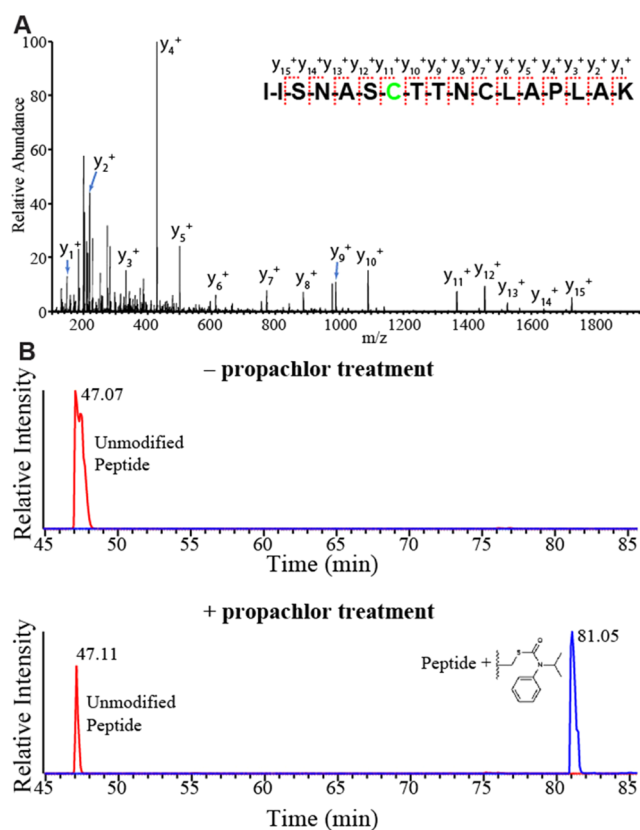 A
y15+ y14+ y13+ y12+ y11+ y10+ y9+ y8+ y7+ y6+ y5+ y4+ y3+ y2+ y1+
I-I-S-N-A-S-C-T-T-N-C-L-A-P-L-A-K
Relative Abundance
100
80
60
40
20
0
y4+
y2+
y1+
y3+
y5+
y6+
y7+
y8+
y9+
y10+
y11+
y12+
y13+
y14+
y15+
200 400 600 800 1000 1200 1400 1600 1800
m/z
B
– propachlor treatment
Relative Intensity
47.07
Unmodified
Peptide
45 50 55 60 65 70 75 80 85
Time (min)
+ propachlor treatment
Relative Intensity
47.11
Unmodified
Peptide
Peptide +
S
O
N
81.05
45 50 55 60 65 70 75 80 85
Time (min)